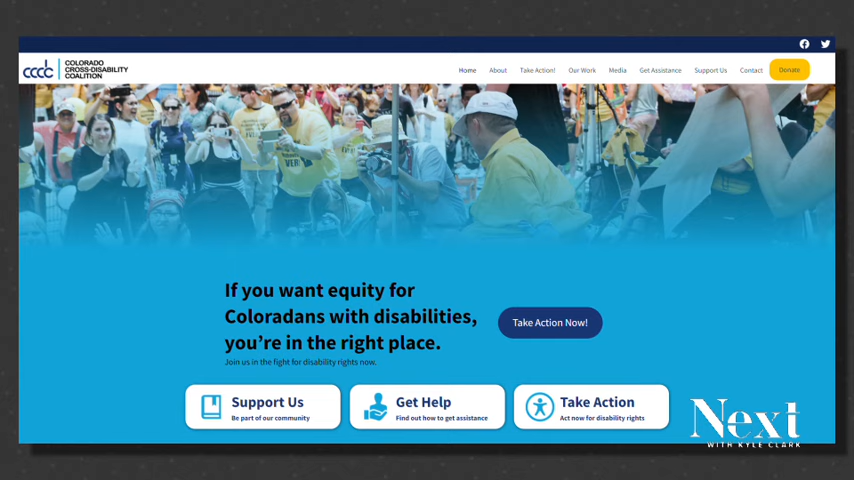 cccd
COLORADO
CROSS-DISABILITY
COALITION
Home About Take Action! Our Work Media Get Assistance Support Us Contact Donate
If you want equity for
Coloradans with disabilities,
you're in the right place.
Join us in the fight for disability rights now.
Take Action Now!
Support Us
Be part of our community
Get Help
Find out how to get assistance
Take Action
Act now for disability rights
Next
WITH KYLE CLARK